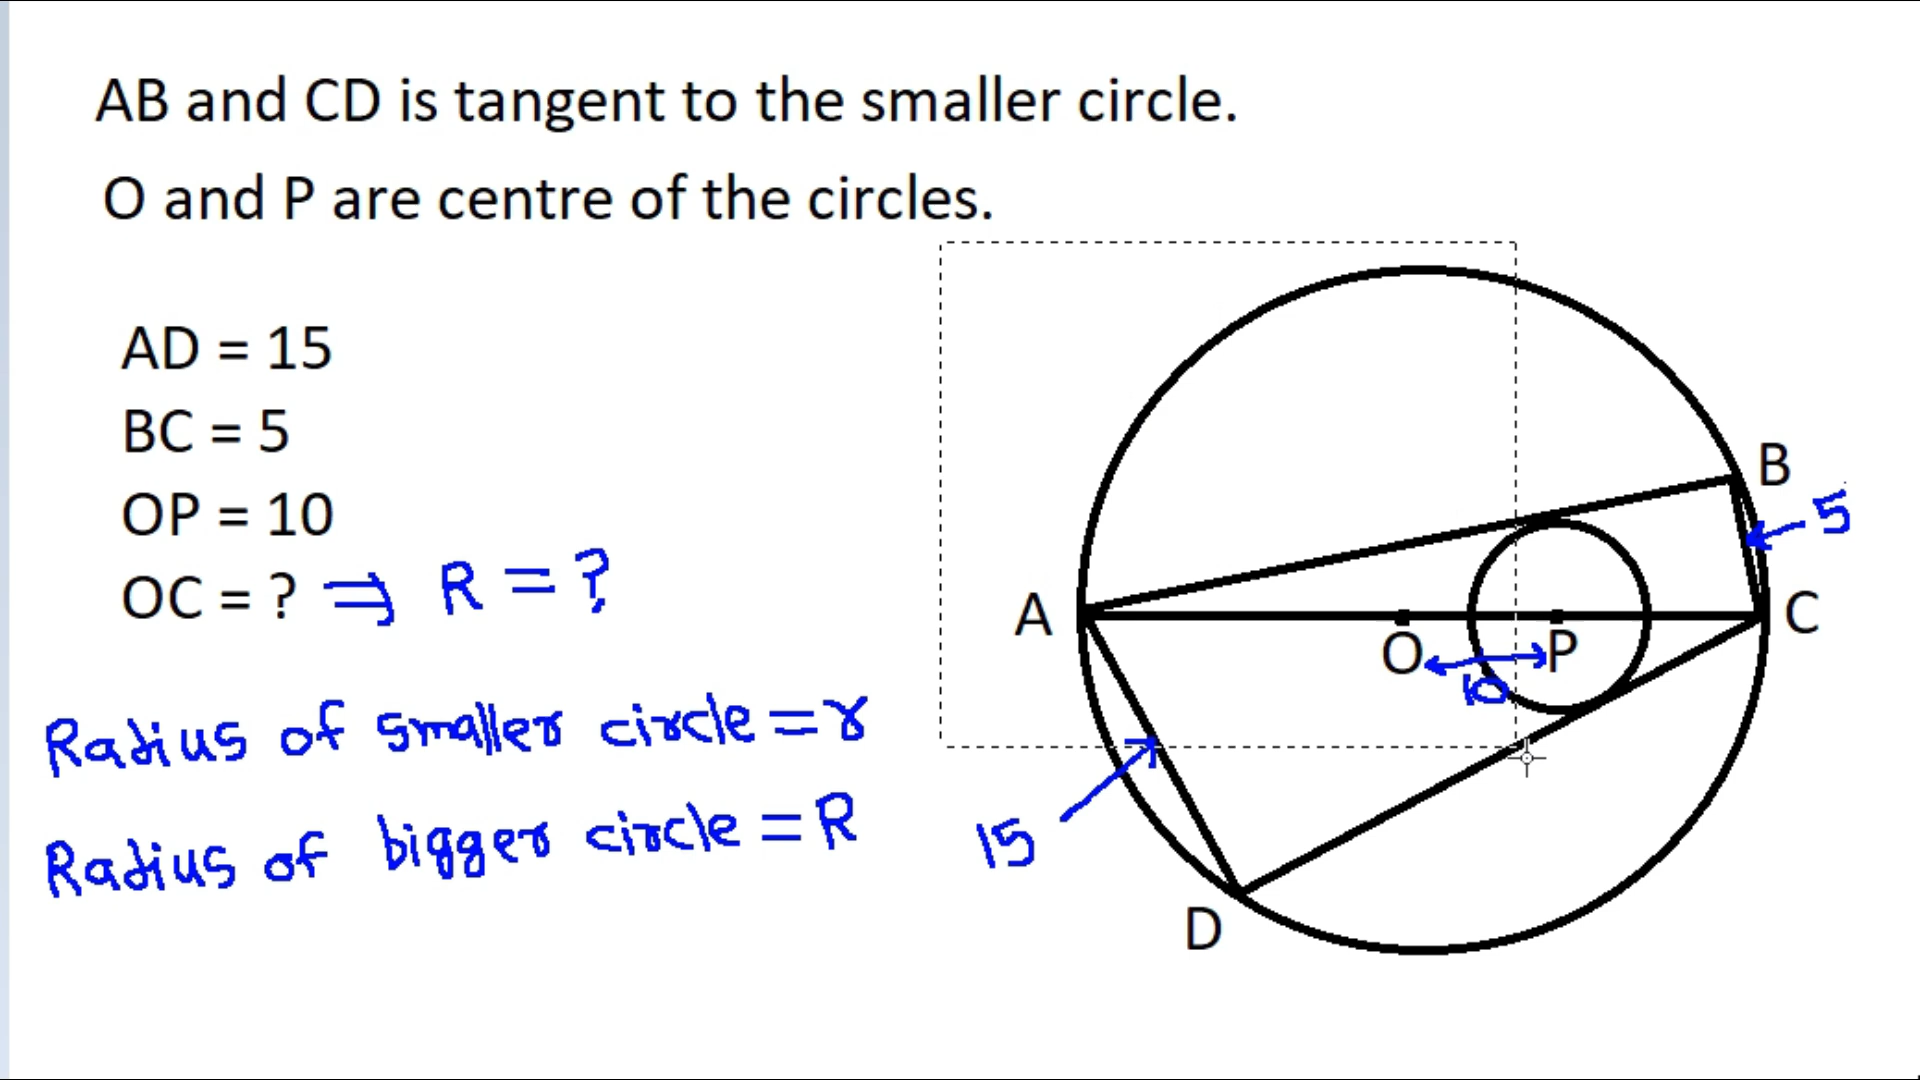 AB and CD is tangent to the smaller circle.
O and P are centre of the circles.
AD = 15
BC = 5
OP = 10
OC = ? ⇒ R = ?
Radius of smaller circle = r
Radius of bigger circle = R
A
B
5
C
O
P
10
15
D